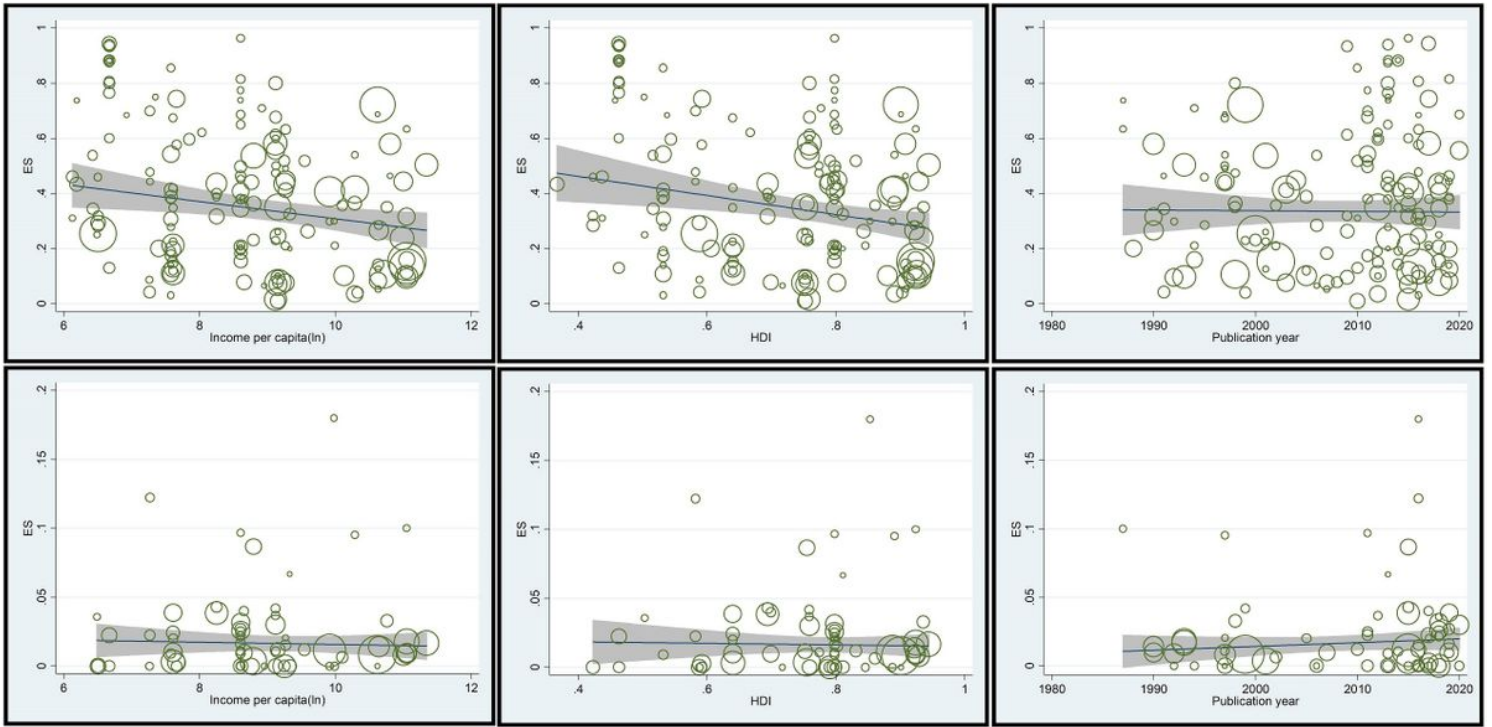 1
.8
.6
.4
.2
0
ES
6 8 10 12
Income per capita(ln)
1
.8
.6
.4
.2
0
ES
.4 .6 .8 1
HDI
1
.8
.6
.4
.2
0
ES
1980 1990 2000 2010 2020
Publication year
.2
.15
.1
.05
0
ES
6 8 10 12
Income per capita(ln)
.2
.15
.1
.05
0
ES
.4 .6 .8 1
HDI
.2
.15
.1
.05
0
ES
1980 1990 2000 2010 2020
Publication year